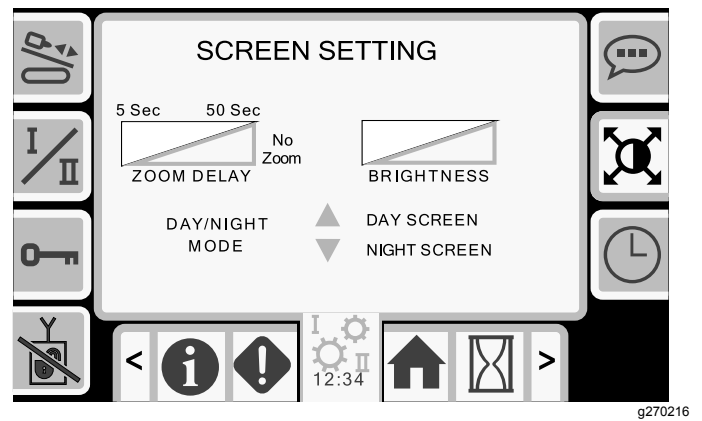 SCREEN SETTING
5 Sec 50 Sec
No
Zoom
ZOOM DELAY
BRIGHTNESS
DAY/NIGHT
MODE
DAY SCREEN
NIGHT SCREEN
I
II
<
i
!
I
II
12:34
>
g270216